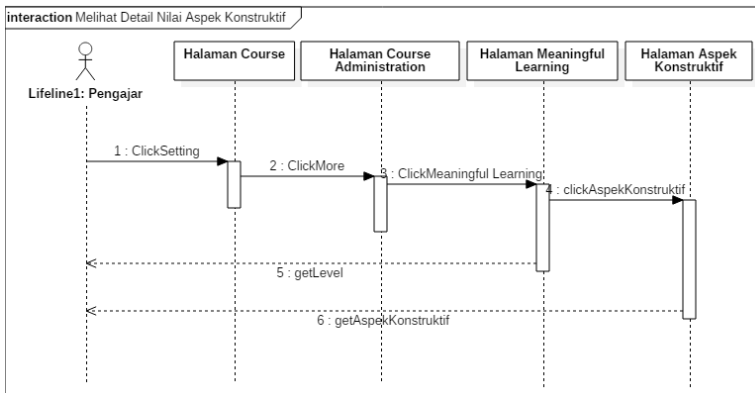 interaction Melihat Detail Nilai Aspek Konstruktif
Lifeline1: Pengajar
Halaman Course
Halaman Course
Administration
Halaman Meaningful
Learning
Halaman Aspek
Konstruktif
1 : ClickSetting
2 : ClickMore
3 : ClickMeaningful Learning
4 : clickAspekKonstruktif
5 : getLevel
6 : getAspekKonstruktif